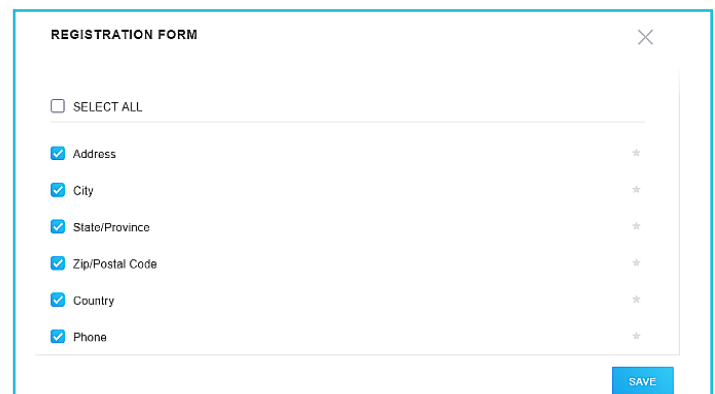 REGISTRATION FORM
SELECT ALL
Address
City
State/Province
Zip/Postal Code
Country
Phone
SAVE